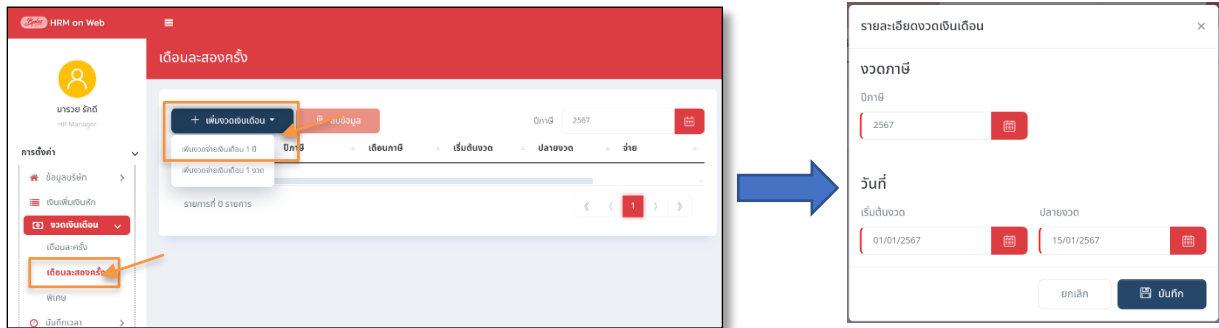 HRM on Web
มารวย รักดี
HR Manager
การตั้งค่า
ข้อมูลบริษัท
เงินเพิ่มเงินหัก
งวดเงินเดือน
เดือนละครั้ง
เดือนละสองครั้ง
พิเศษ
บันทึกเวลา
เดือนละสองครั้ง
+ เพิ่มงวดเงินเดือน
ปีภาษี 2567
เพิ่มงวดจ่ายเงินเดือน 1 ปี
เพิ่มงวดจ่ายเงินเดือน 1 งวด
ปีภาษี เดือนภาษี เริ่มต้นงวด ปลายงวด จ่าย
รายการที่ 0 รายการ
1
รายละเอียดงวดเงินเดือน
งวดภาษี
ปีภาษี
2567
วันที่
เริ่มต้นงวด ปลายงวด
01/01/2567 15/01/2567
ยกเลิก บันทึก